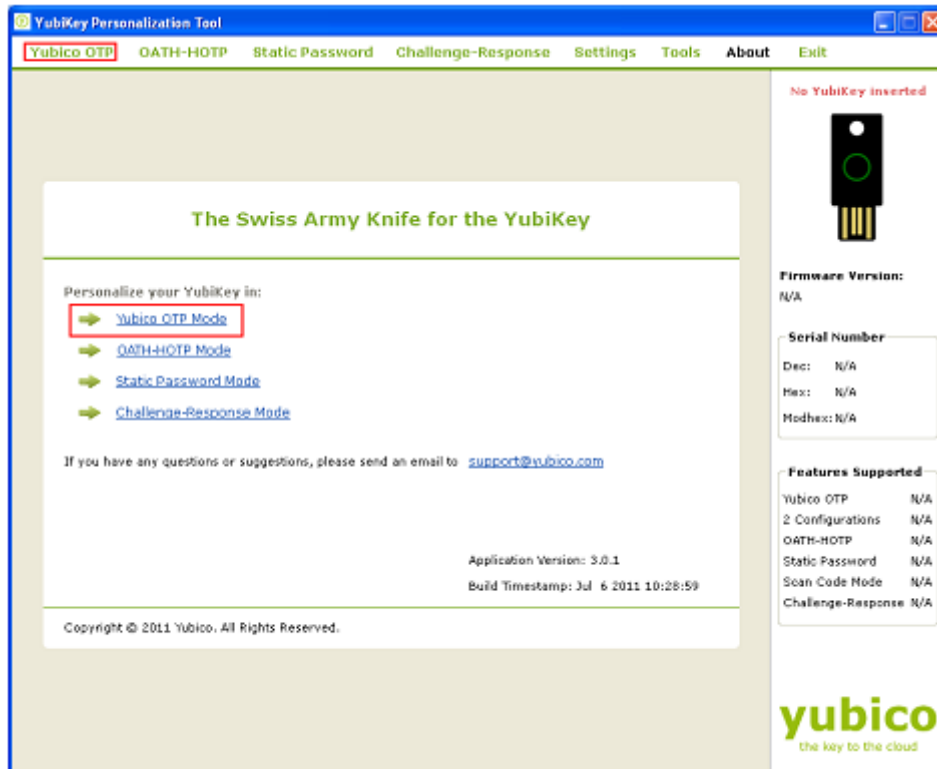 YubiKey Personalization Tool
Yubico OTP OATH-HOTP Static Password Challenge-Response Settings Tools About Exit
No YubiKey inserted
The Swiss Army Knife for the YubiKey
Personalize your YubiKey in:
Yubico OTP Mode
OATH-HOTP Mode
Static Password Mode
Challenge-Response Mode
If you have any questions or suggestions, please send an email to support@yubico.com
Application Version: 3.0.1
Build Timestamp: Jul 6 2011 10:28:59
Copyright © 2011 Yubico. All Rights Reserved.
Firmware Version:
N/A
Serial Number
Dec: N/A
Hex: N/A
Modhex: N/A
Features Supported
Yubico OTP N/A
2 Configurations N/A
OATH-HOTP N/A
Static Password N/A
Scan Code Mode N/A
Challenge-Response N/A
yubico
the key to the cloud